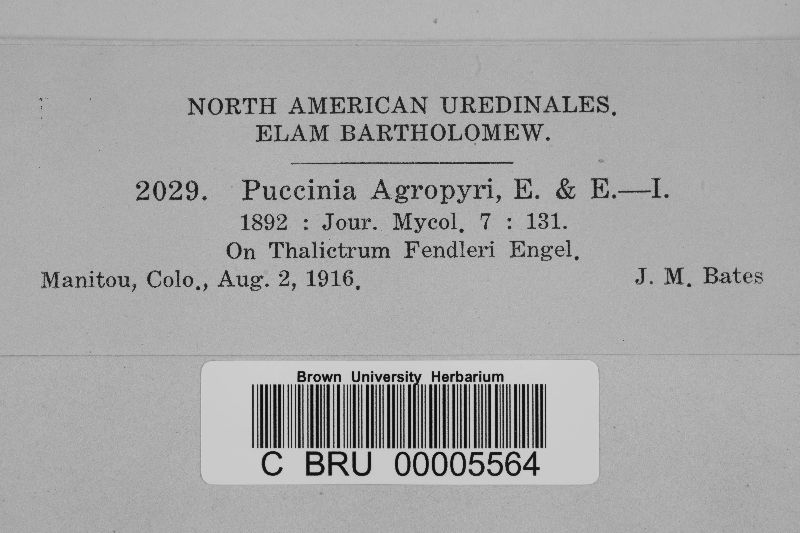 NORTH AMERICAN UREDINALES.
ELAM BARTHOLOMEW.
2029. Puccinia Agropyri, E. & E.—I.
1892 : Jour. Mycol. 7 : 131.
On Thalictrum Fendleri Engel.
Manitou, Colo., Aug. 2, 1916. J. M. Bates
Brown University Herbarium
C BRU 00005564